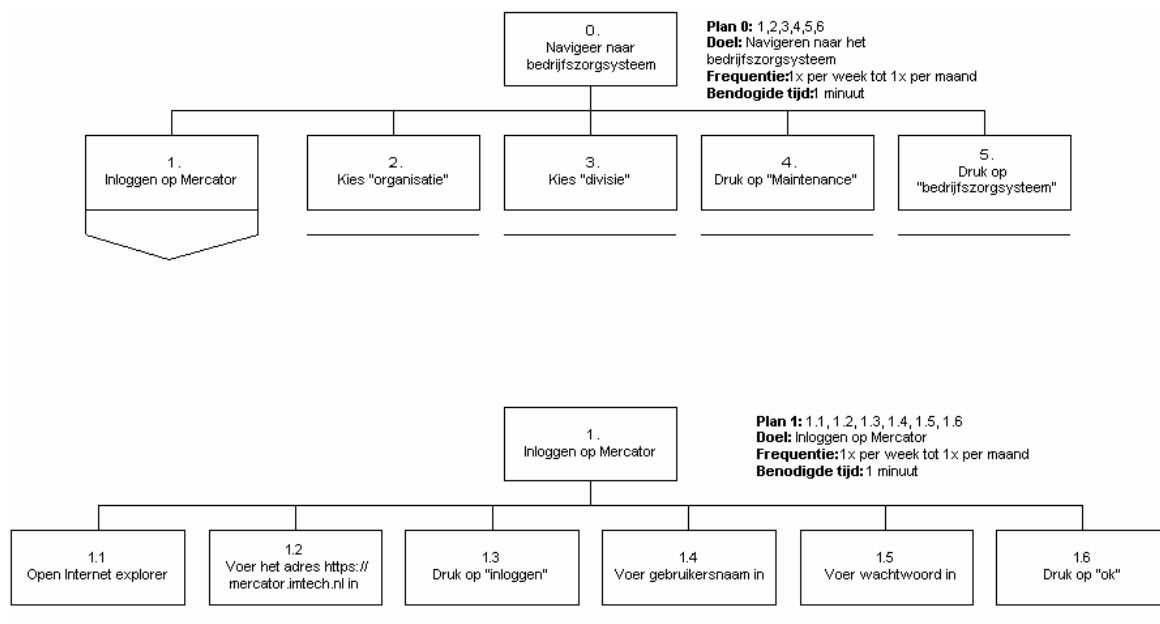 0.
Navigeer naar
bedrijfszorgsysteem
Plan 0: 1,2,3,4,5,6
Doel: Navigeren naar het
bedrijfszorgsysteem
Frequentie:1x per week tot 1x per maand
Bendogide tijd:1 minuut
1.
Inloggen op Mercator
2.
Kies "organisatie"
3.
Kies "divisie"
4.
Druk op "Maintenance"
5.
Druk op
"bedrijfszorgsysteem"
1.
Inloggen op Mercator
Plan 1: 1.1, 1.2, 1.3, 1.4, 1.5, 1.6
Doel: Inloggen op Mercator
Frequentie:1x per week tot 1x per maand
Benodigde tijd: 1 minuut
1.1
Open Internet explorer
1.2
Voer het adres https://
mercator.imtech.nl in
1.3
Druk op "inloggen"
1.4
Voer gebruikersnaam in
1.5
Voer wachtwoord in
1.6
Druk op "ok"